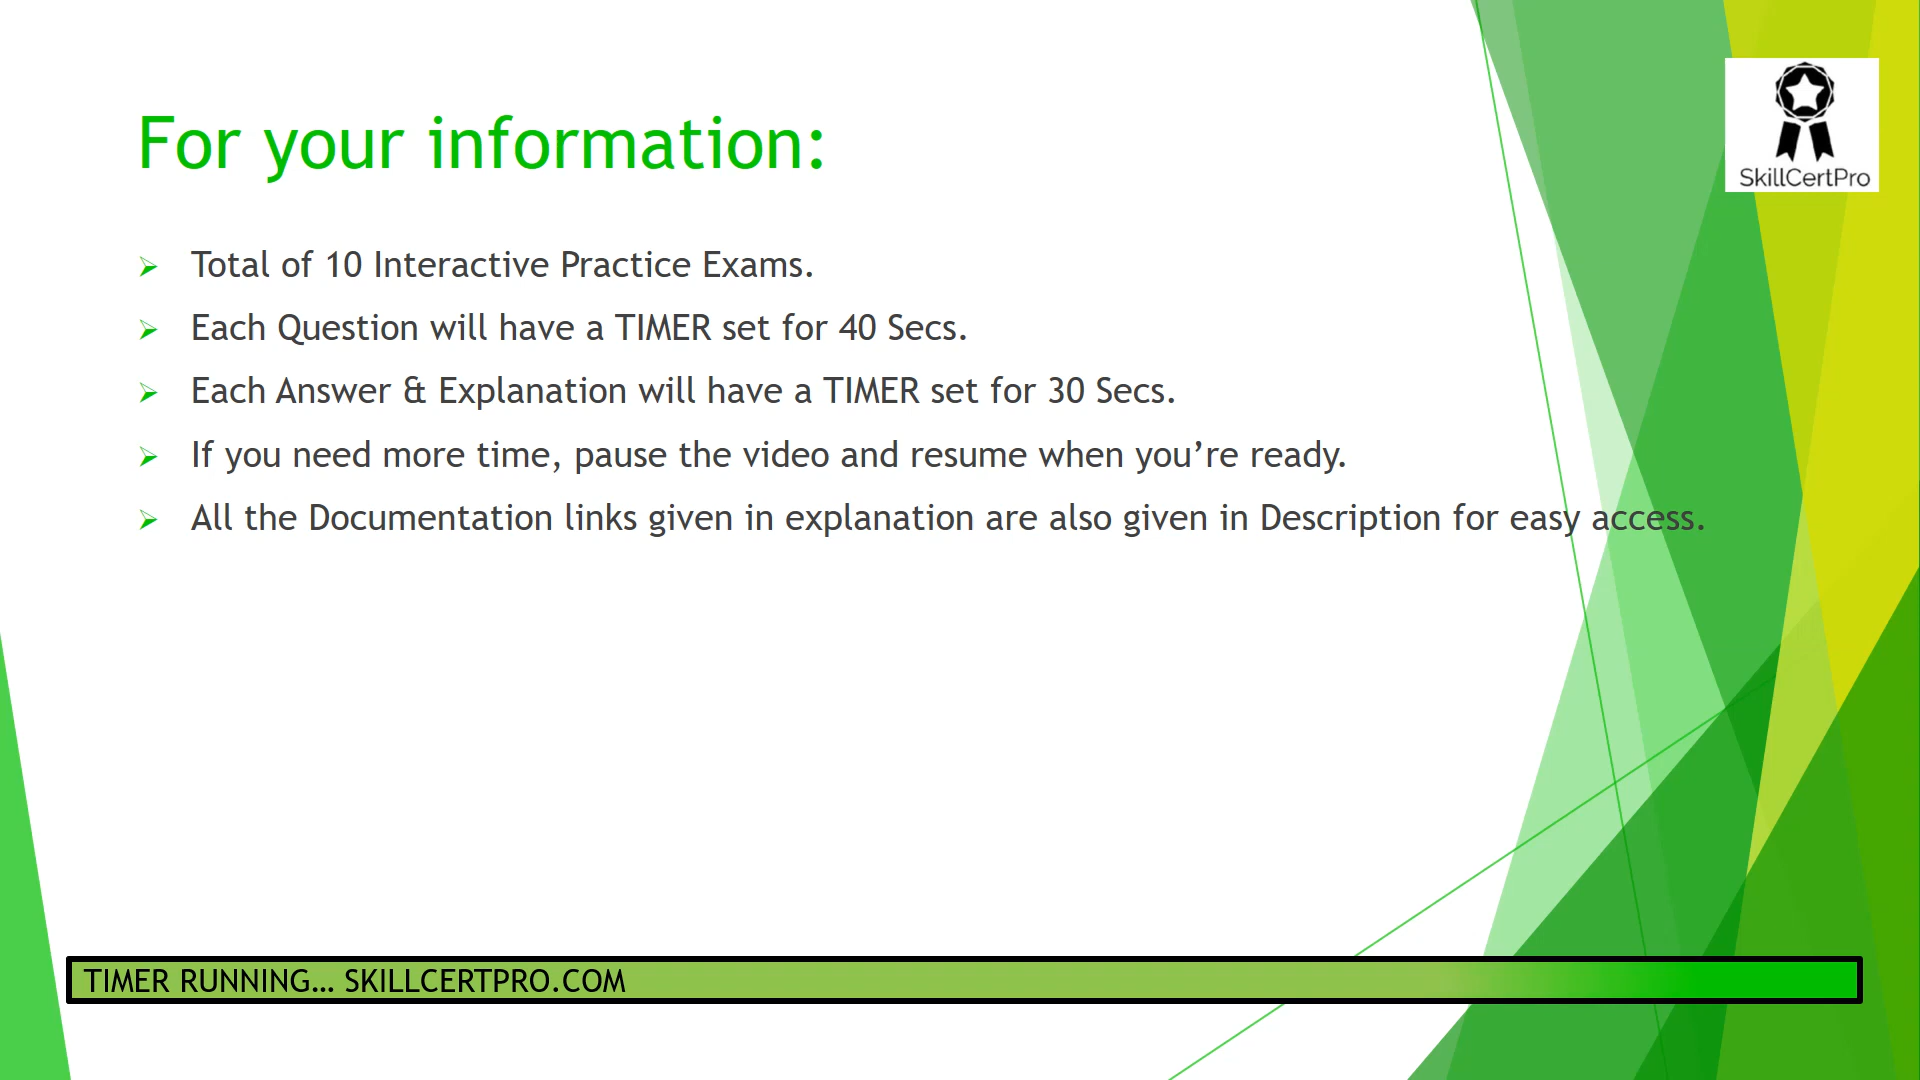 For your information:
SkillCertPro
Total of 10 Interactive Practice Exams.
Each Question will have a TIMER set for 40 Secs.
Each Answer & Explanation will have a TIMER set for 30 Secs.
If you need more time, pause the video and resume when you’re ready.
All the Documentation links given in explanation are also given in Description for easy access.
TIMER RUNNING… SKILLCERTPRO.COM